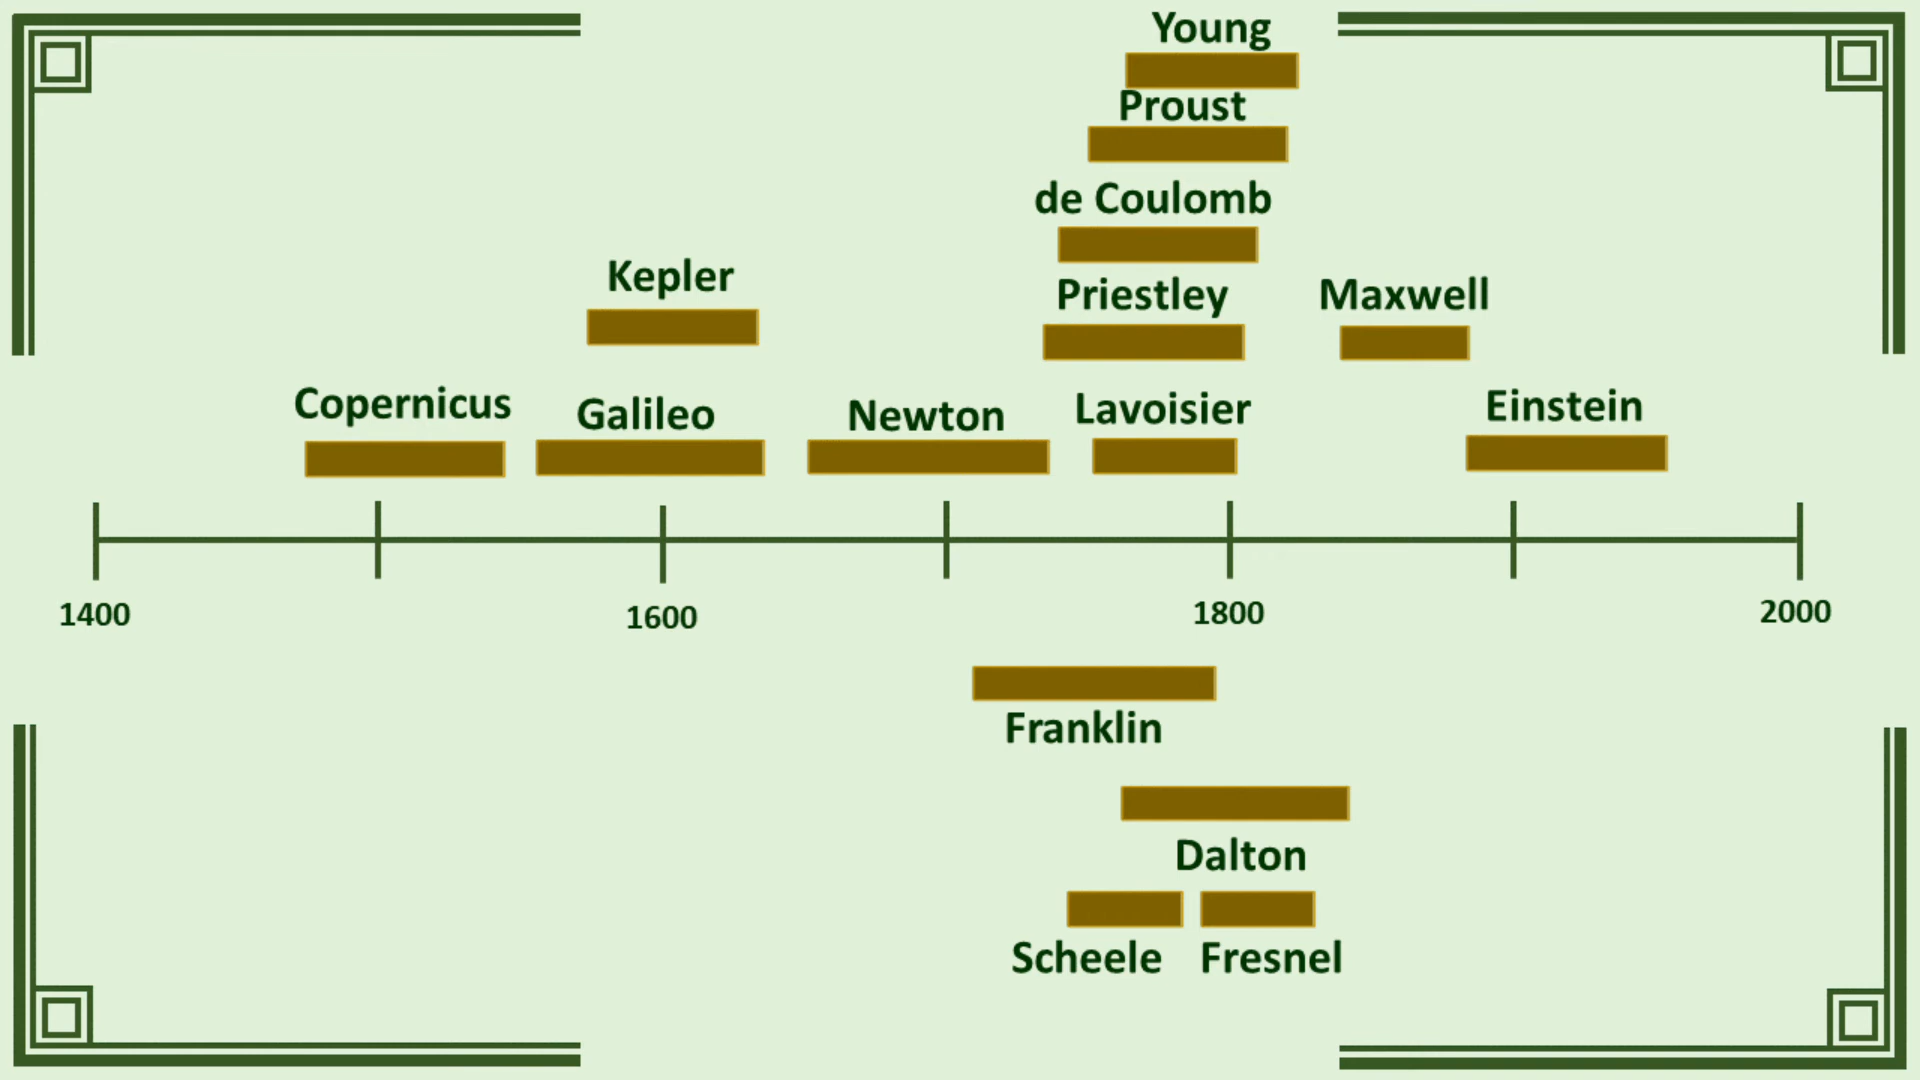 Young
Proust
de Coulomb
Kepler
Priestley
Maxwell
Copernicus
Galileo
Newton
Lavoisier
Einstein
1400
1600
1800
2000
Franklin
Dalton
Scheele
Fresnel